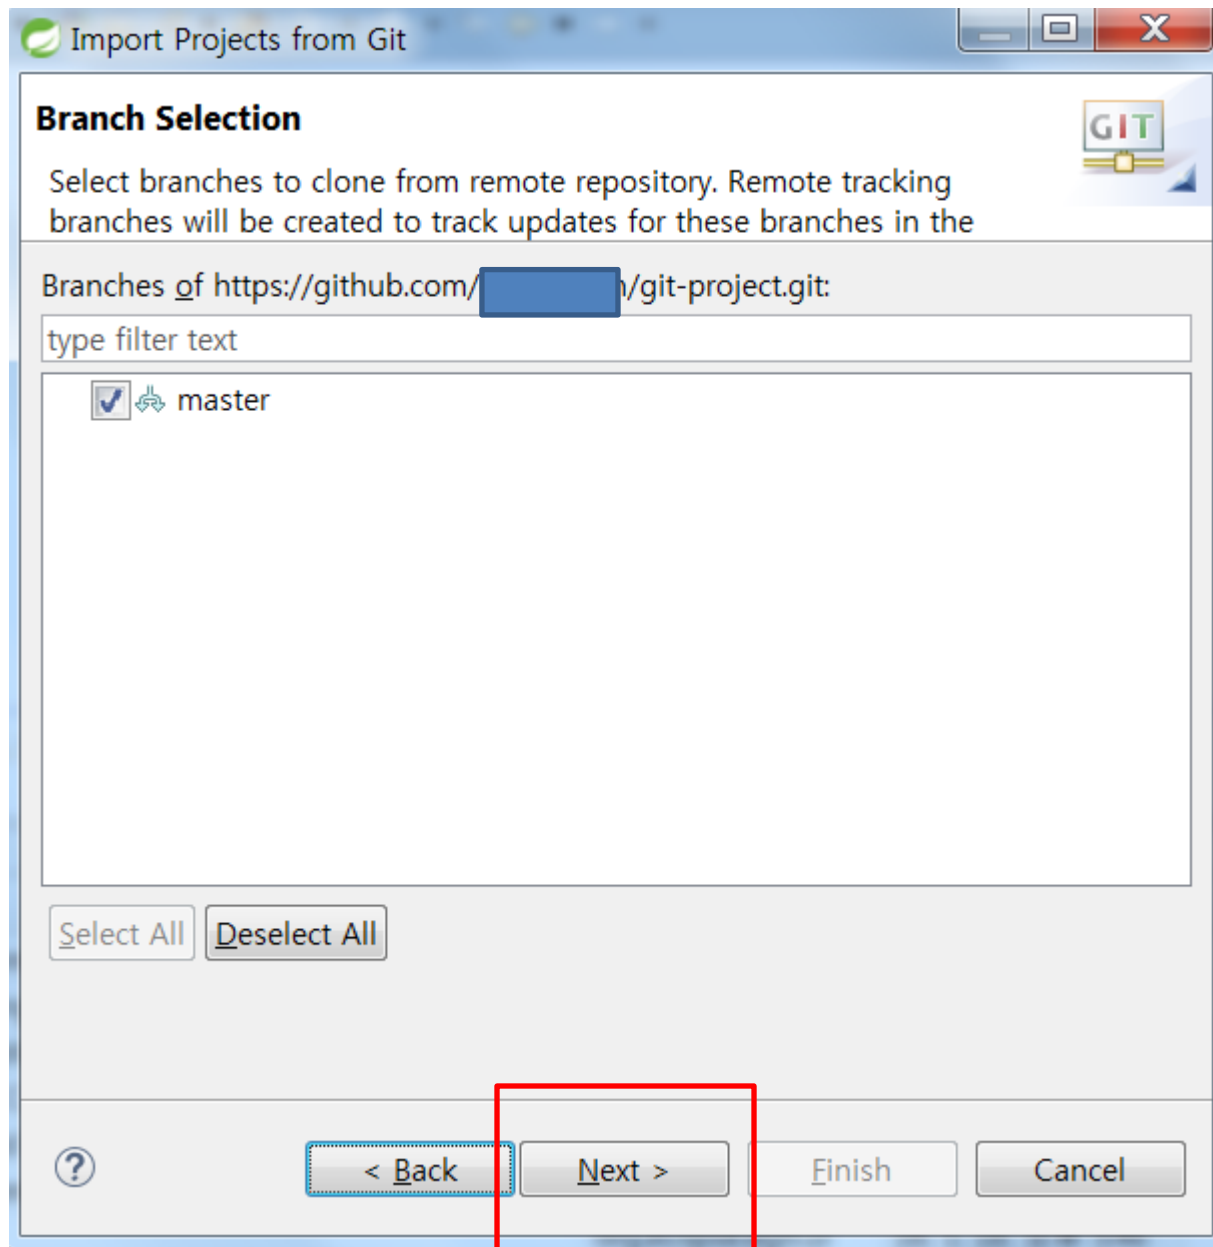 Import Projects from Git
Branch Selection
GIT
Select branches to clone from remote repository. Remote tracking
branches will be created to track updates for these branches in the
Branches of https://github.com/ /git-project.git:
type filter text
master
Select All Deselect All
< Back Next > Finish Cancel